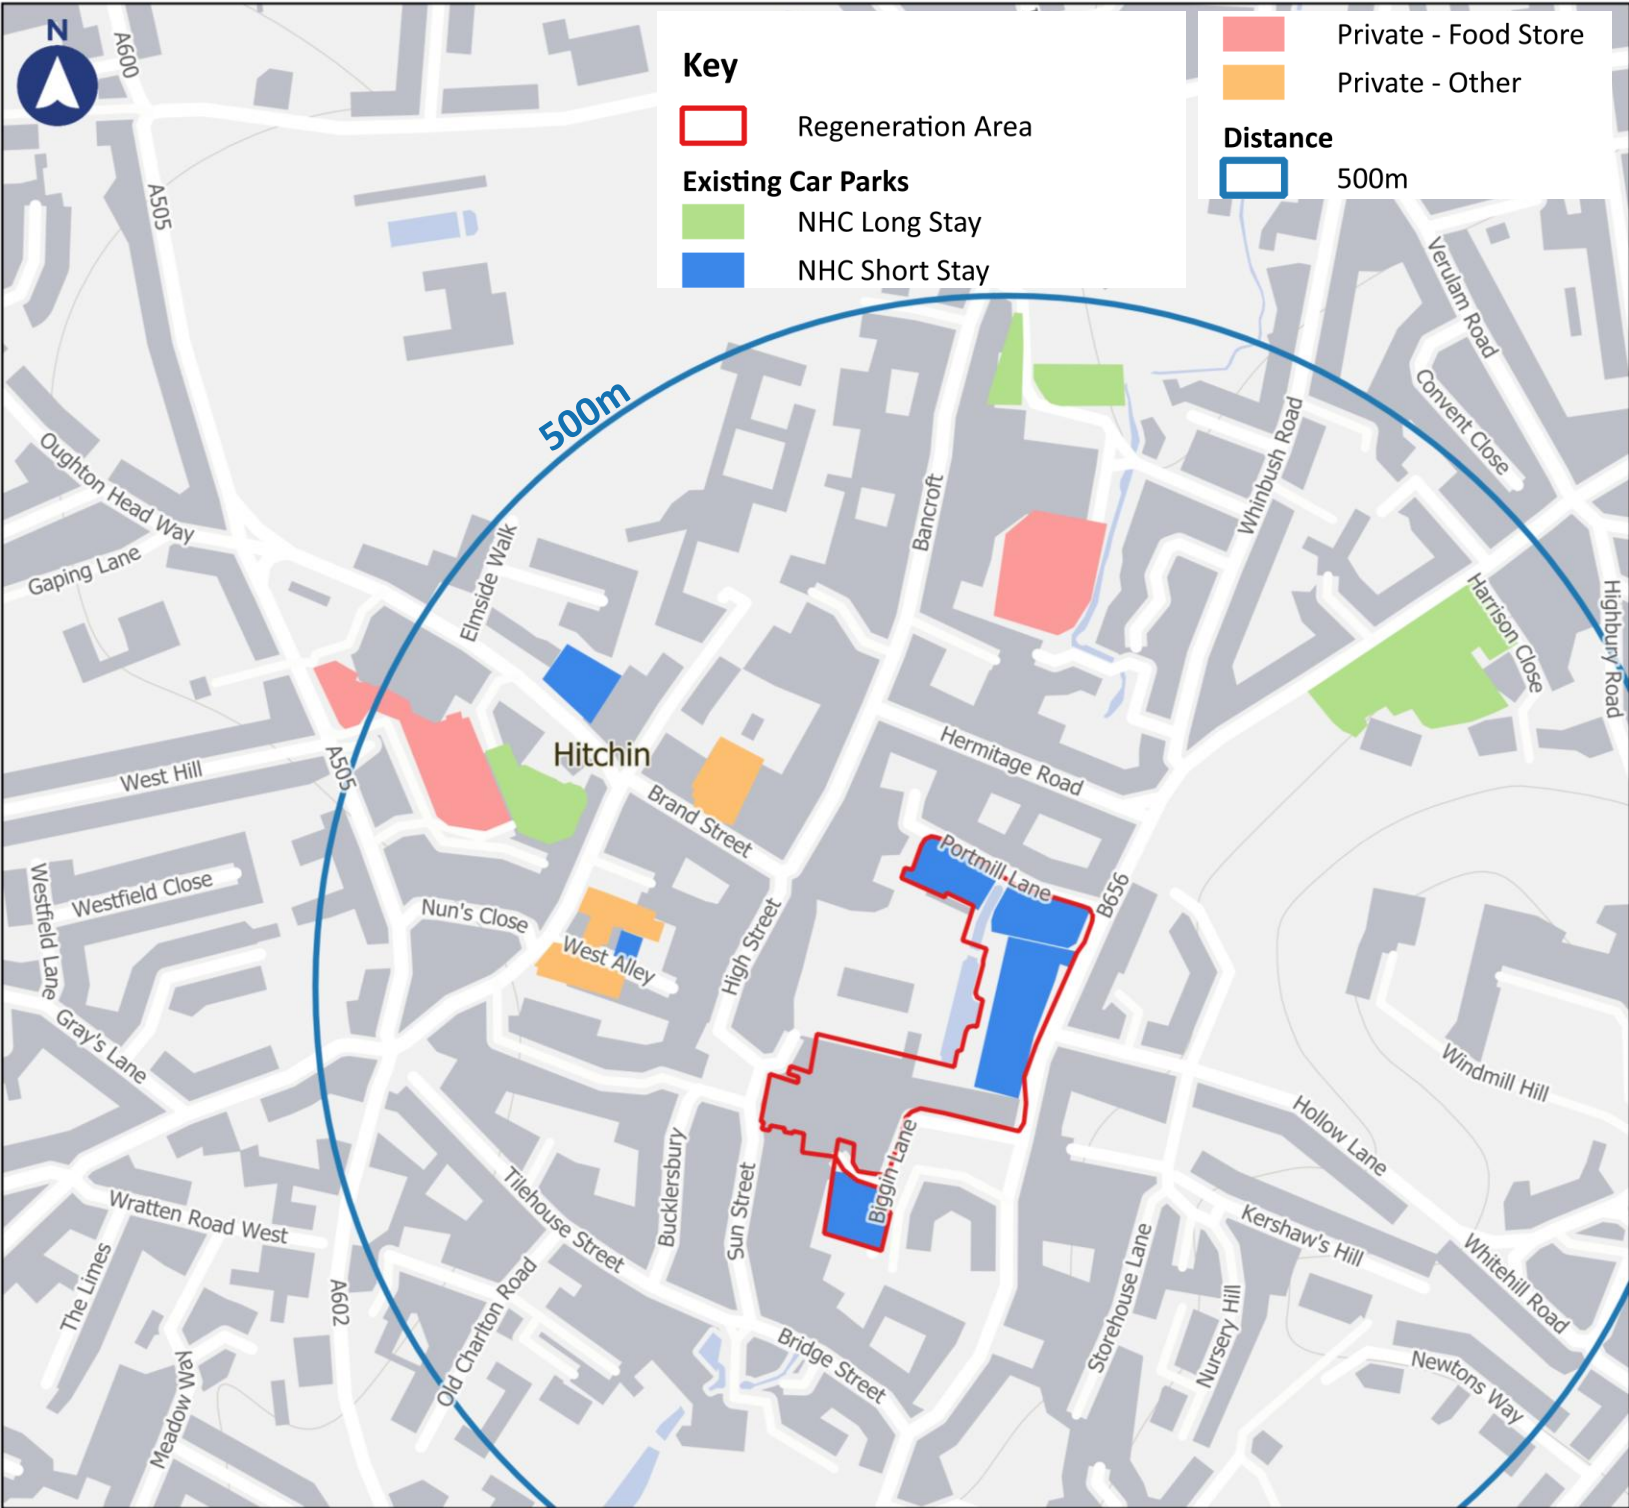 N
A600
Key
Regeneration Area
Existing Car Parks
NHC Long Stay
NHC Short Stay
Private - Food Store
Private - Other
Distance
500m
A505
Verulam Road
Convent Close
500m
Oughton Head Way
Gaping Lane
Elmside Walk
Bancroft
Whinbush Road
Harrison Close
Highbury Road
Hitchin
West Hill
A505
Brand Street
Hermitage Road
Portmill Lane
B656
Westfield Close
Westfield Lane
Nun's Close
West Alley
High Street
Gray's Lane
Windmill Hill
Hollow Lane
Biggin Lane
Bucklersbury
Sun Street
Tilehouse Street
Wratten Road West
The Limes
A602
Old Charlton Road
Meadow Way
Bridge Street
Storehouse Lane
Nursery Hill
Kershaw's Hill
Whitehill Road
Newtons Way